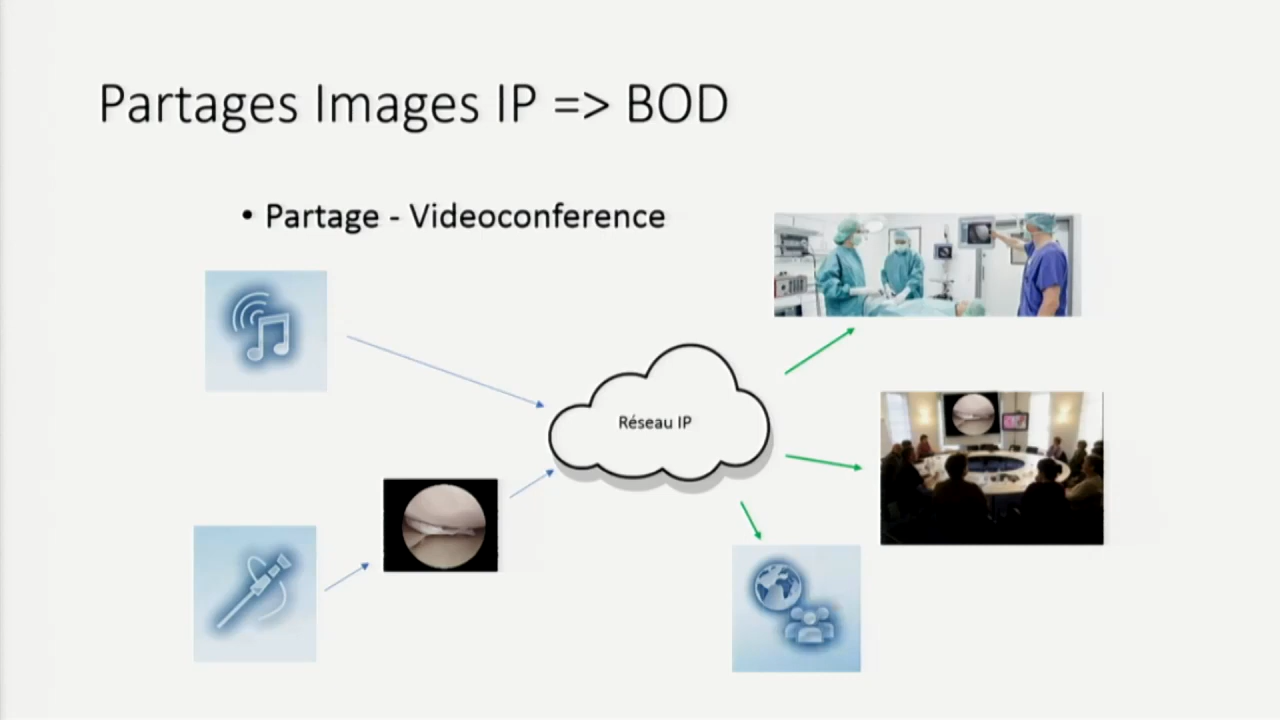 Partages Images IP => BOD
• Partage - Videoconference
Réseau IP